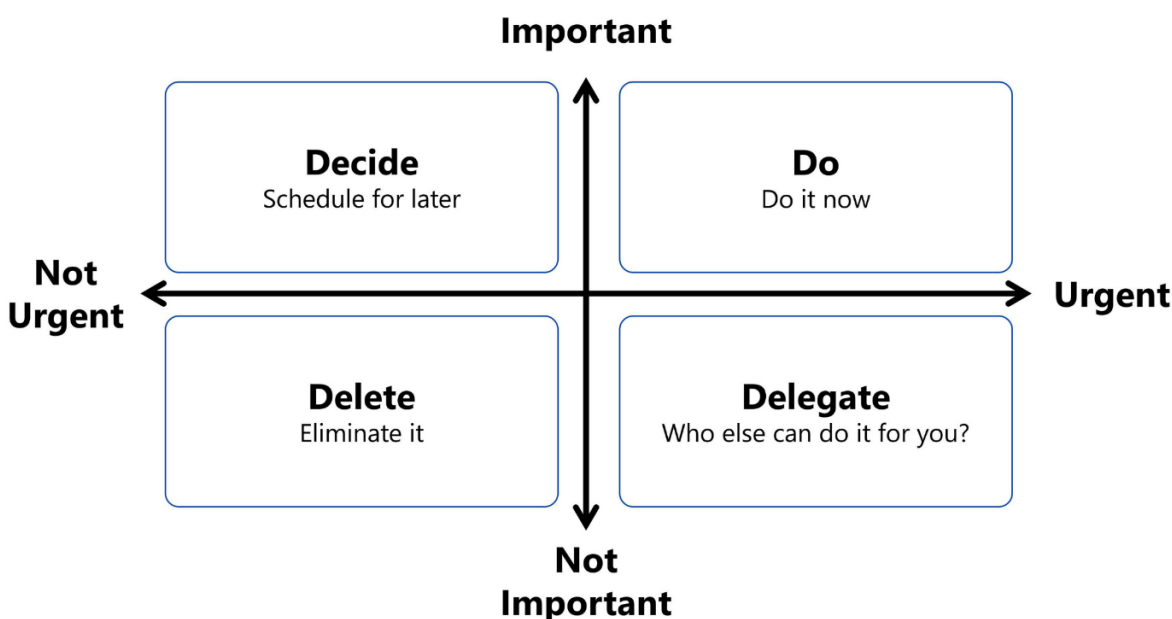 Important
Decide
Schedule for later
Do
Do it now
Not
Urgent
Urgent
Delete
Eliminate it
Delegate
Who else can do it for you?
Not
Important